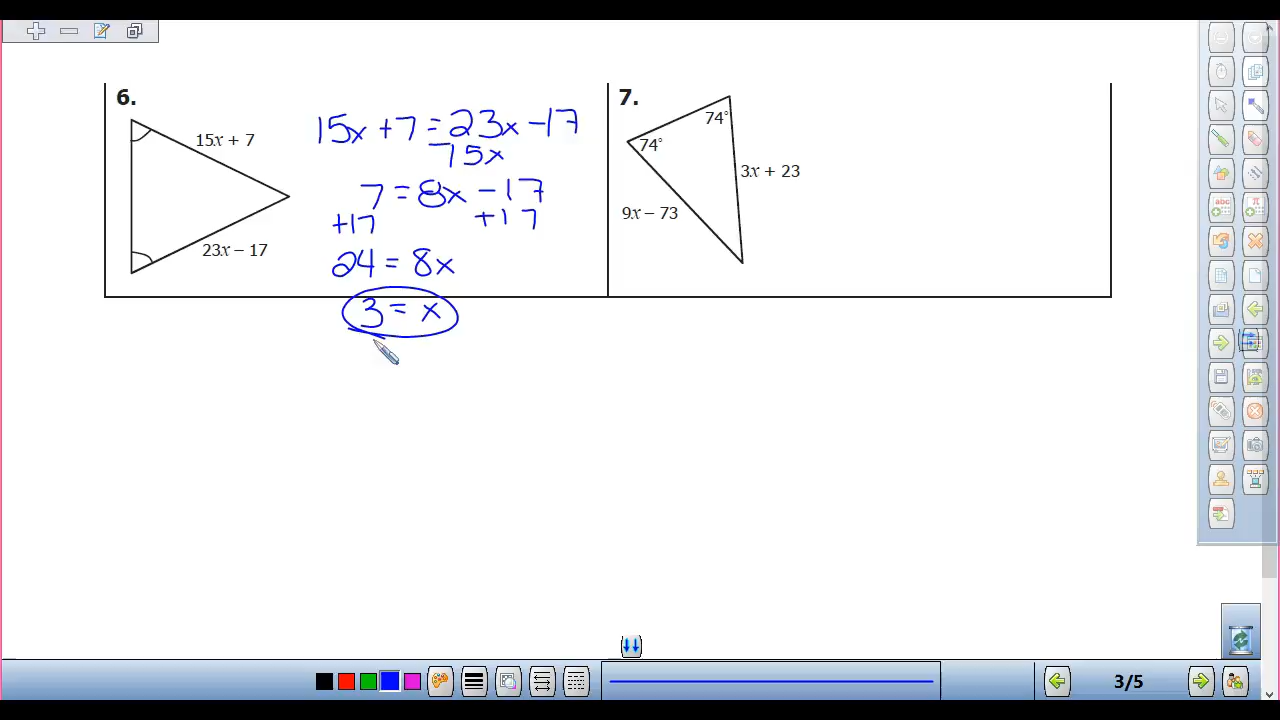 6.
15x + 7
23x – 17
15x + 7 = 23x – 17
– 15x
7 = 8x – 17
+17 +17
24 = 8x
3 = x
7.
74°
74°
3x + 23
9x – 73
abc
π
3/5